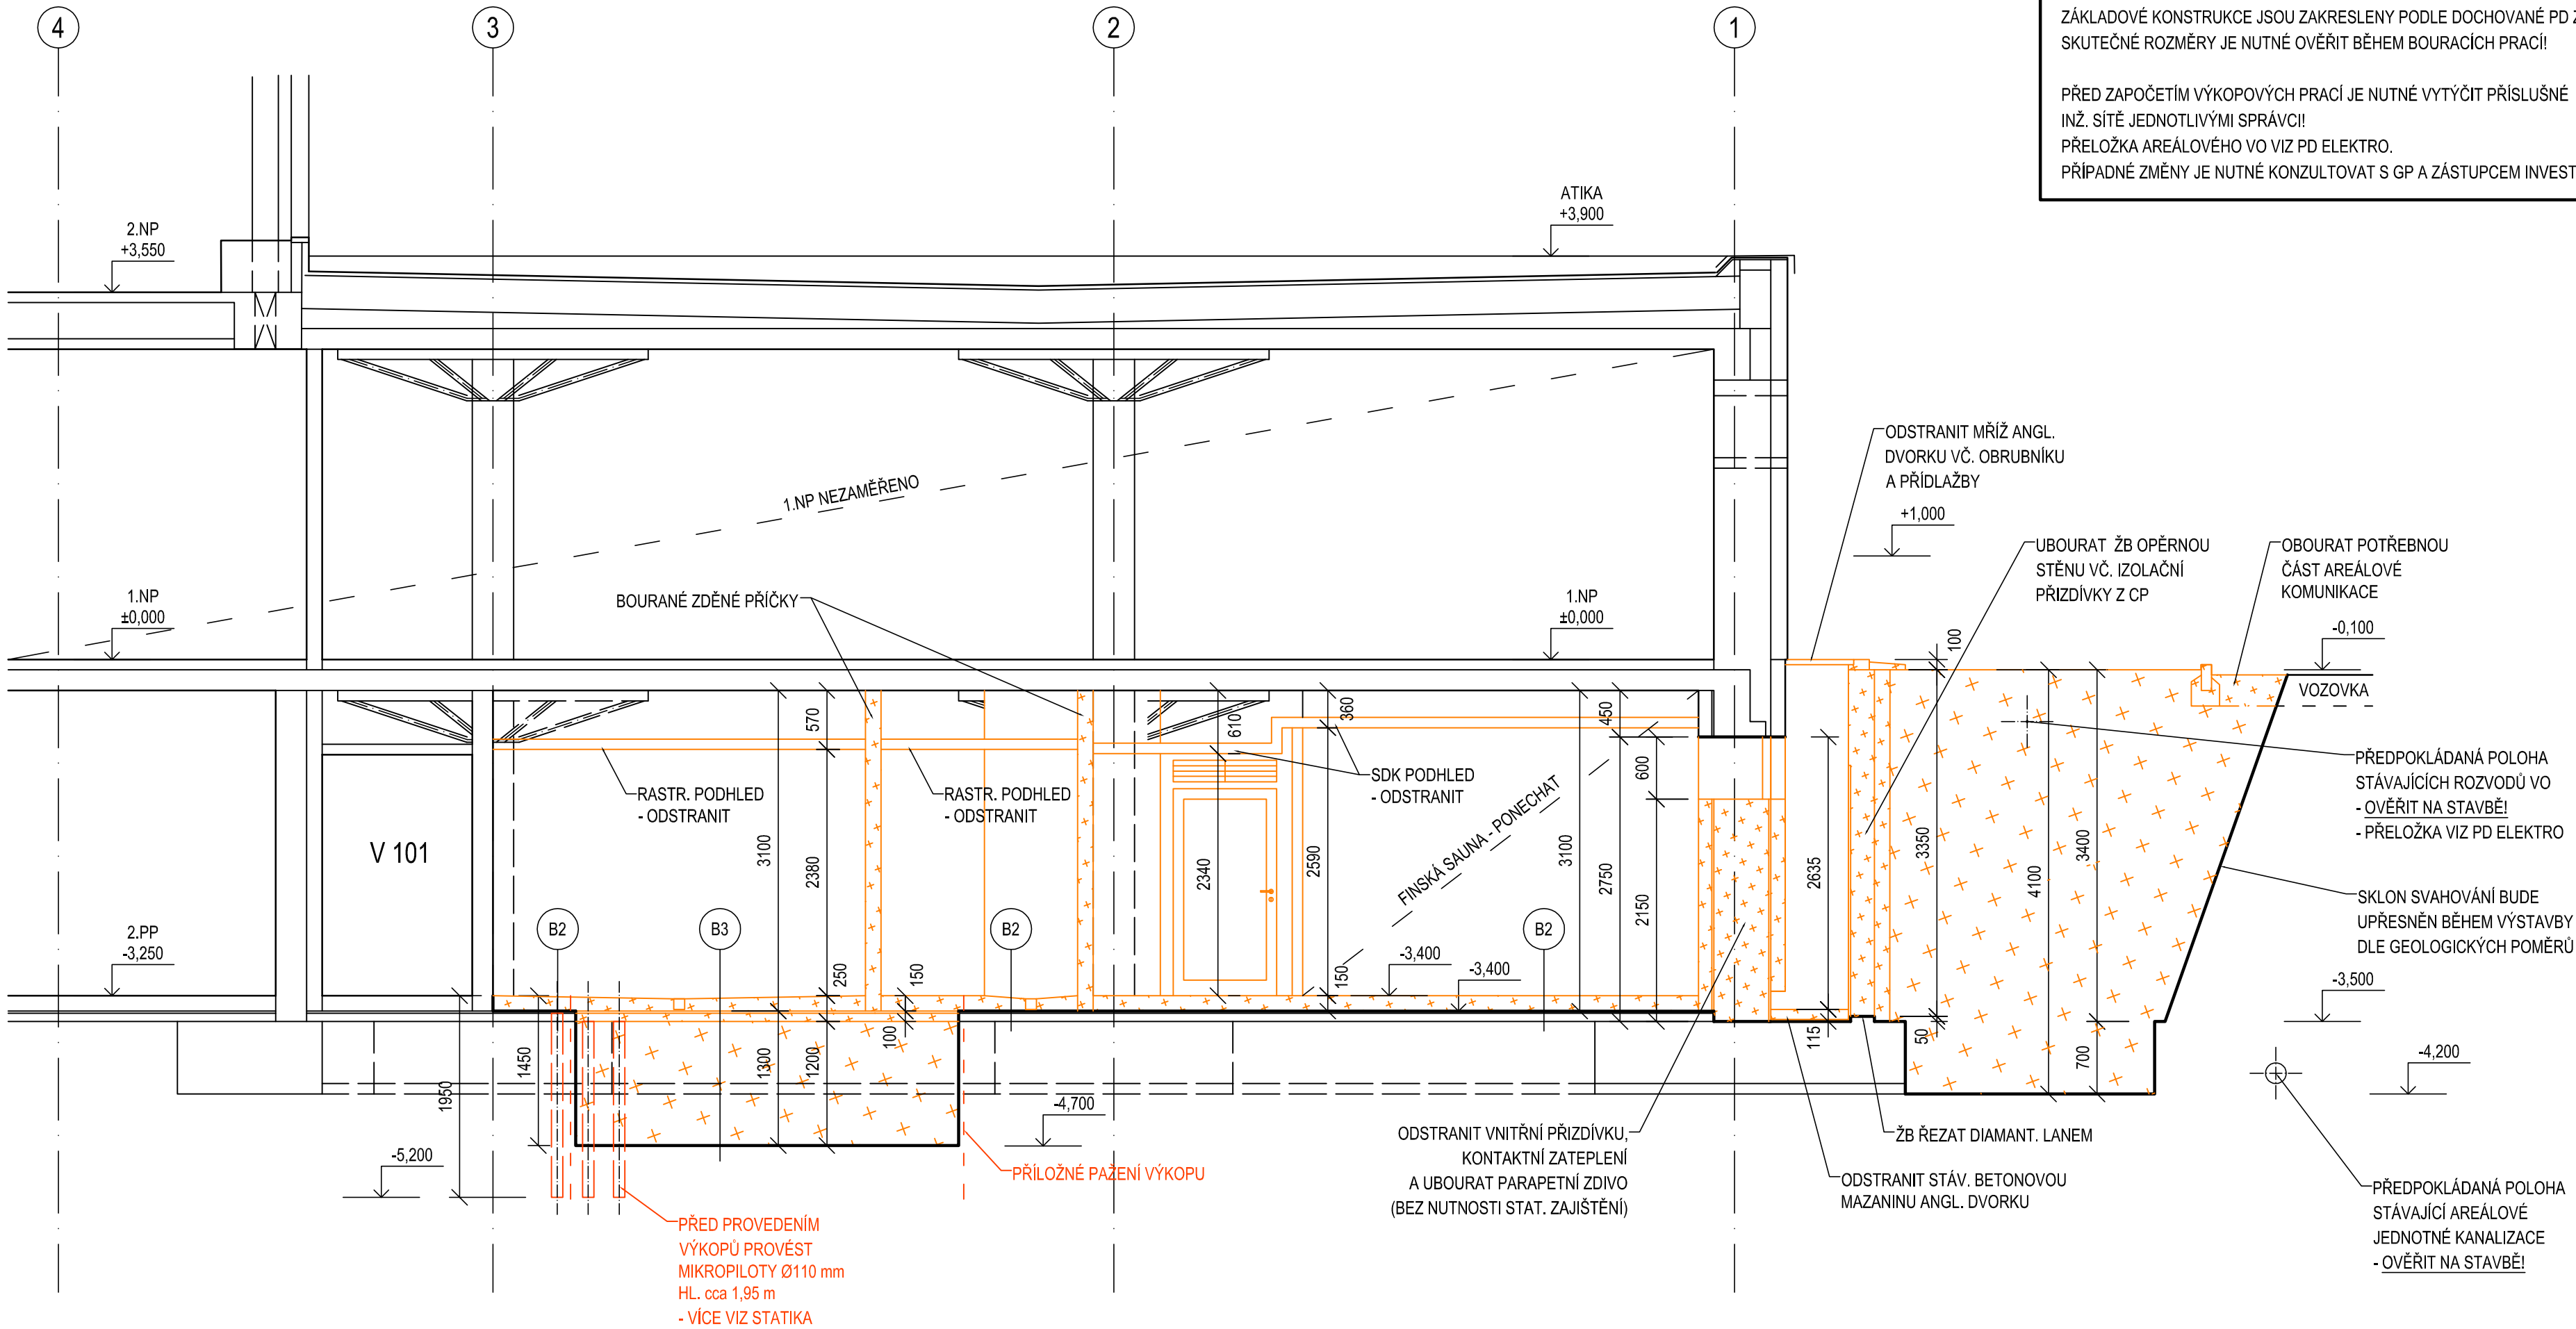 4
3
2
1
ZÁKLADOVÉ KONSTRUKCE JSOU ZAKRESLENY PODLE DOCHOVANÉ PD
SKUTEČNÉ ROZMĚRY JE NUTNÉ OVĚŘIT BĚHEM BOURACÍCH PRACÍ!
PŘED ZAPOČETÍM VÝKOPOVÝCH PRACÍ JE NUTNÉ VYTÝČIT PŘÍSLUŠNÉ
INŽ. SÍTĚ JEDNOTLIVÝMI SPRÁVCI!
PŘELOŽKA AREÁLOVÉHO VO VIZ PD ELEKTRO.
PŘÍPADNÉ ZMĚNY JE NUTNÉ KONZULTOVAT S GP A ZÁSTUPCEM INVEST
ATIKA
+3,900
2.NP
+3,550
1.NP NEZAMĚŘENO
ODSTRANIT MŘÍŽ ANGL.
DVORKU VČ. OBRUBNÍKU
A PŘÍDLAŽBY
+1,000
UBOURAT ŽB OPĚRNOU
STĚNU VČ. IZOLAČNÍ
PŘIZDÍVKY Z CP
OBOURAT POTŘEBNOU
ČÁST AREÁLOVÉ
KOMUNIKACE
1.NP
±0,000
BOURANÉ ZDĚNÉ PŘÍČKY
1.NP
±0,000
100
-0,100
VOZOVKA
570
610
360
450
600
RASTR. PODHLED
- ODSTRANIT
RASTR. PODHLED
- ODSTRANIT
SDK PODHLED
- ODSTRANIT
FINSKÁ SAUNA - PONECHAT
PŘEDPOKLÁDANÁ POLOHA
STÁVAJÍCÍCH ROZVODŮ VO
- OVĚŘIT NA STAVBĚ!
- PŘELOŽKA VIZ PD ELEKTRO
V 101
3100
2380
2340
2590
3100
2750
2150
2635
3350
4100
3400
SKLON SVAHOVÁNÍ BUDE
UPŘESNĚN BĚHEM VÝSTAVBY
DLE GEOLOGICKÝCH POMĚRŮ
2.PP
-3,250
B2
B3
B2
B2
250
150
150
-3,400
-3,400
-3,500
1950
1450
1300
1200
100
115
50
700
-4,700
-4,200
-5,200
PŘÍLOŽNÉ PAŽENÍ VÝKOPU
ODSTRANIT VNITŘNÍ PŘIZDÍVKU,
KONTAKTNÍ ZATEPLENÍ
A UBOURAT PARAPETNÍ ZDIVO
(BEZ NUTNOSTI STAT. ZAJIŠTĚNÍ)
ŽB ŘEZAT DIAMANT. LANEM
ODSTRANIT STÁV. BETONOVOU
MAZANINU ANGL. DVORKU
PŘEDPOKLÁDANÁ POLOHA
STÁVAJÍCÍ AREÁLOVÉ
JEDNOTNÉ KANALIZACE
- OVĚŘIT NA STAVBĚ!
PŘED PROVEDENÍM
VÝKOPŮ PROVÉST
MIKROPILOTY Ø110 mm
HL. cca 1,95 m
- VÍCE VIZ STATIKA